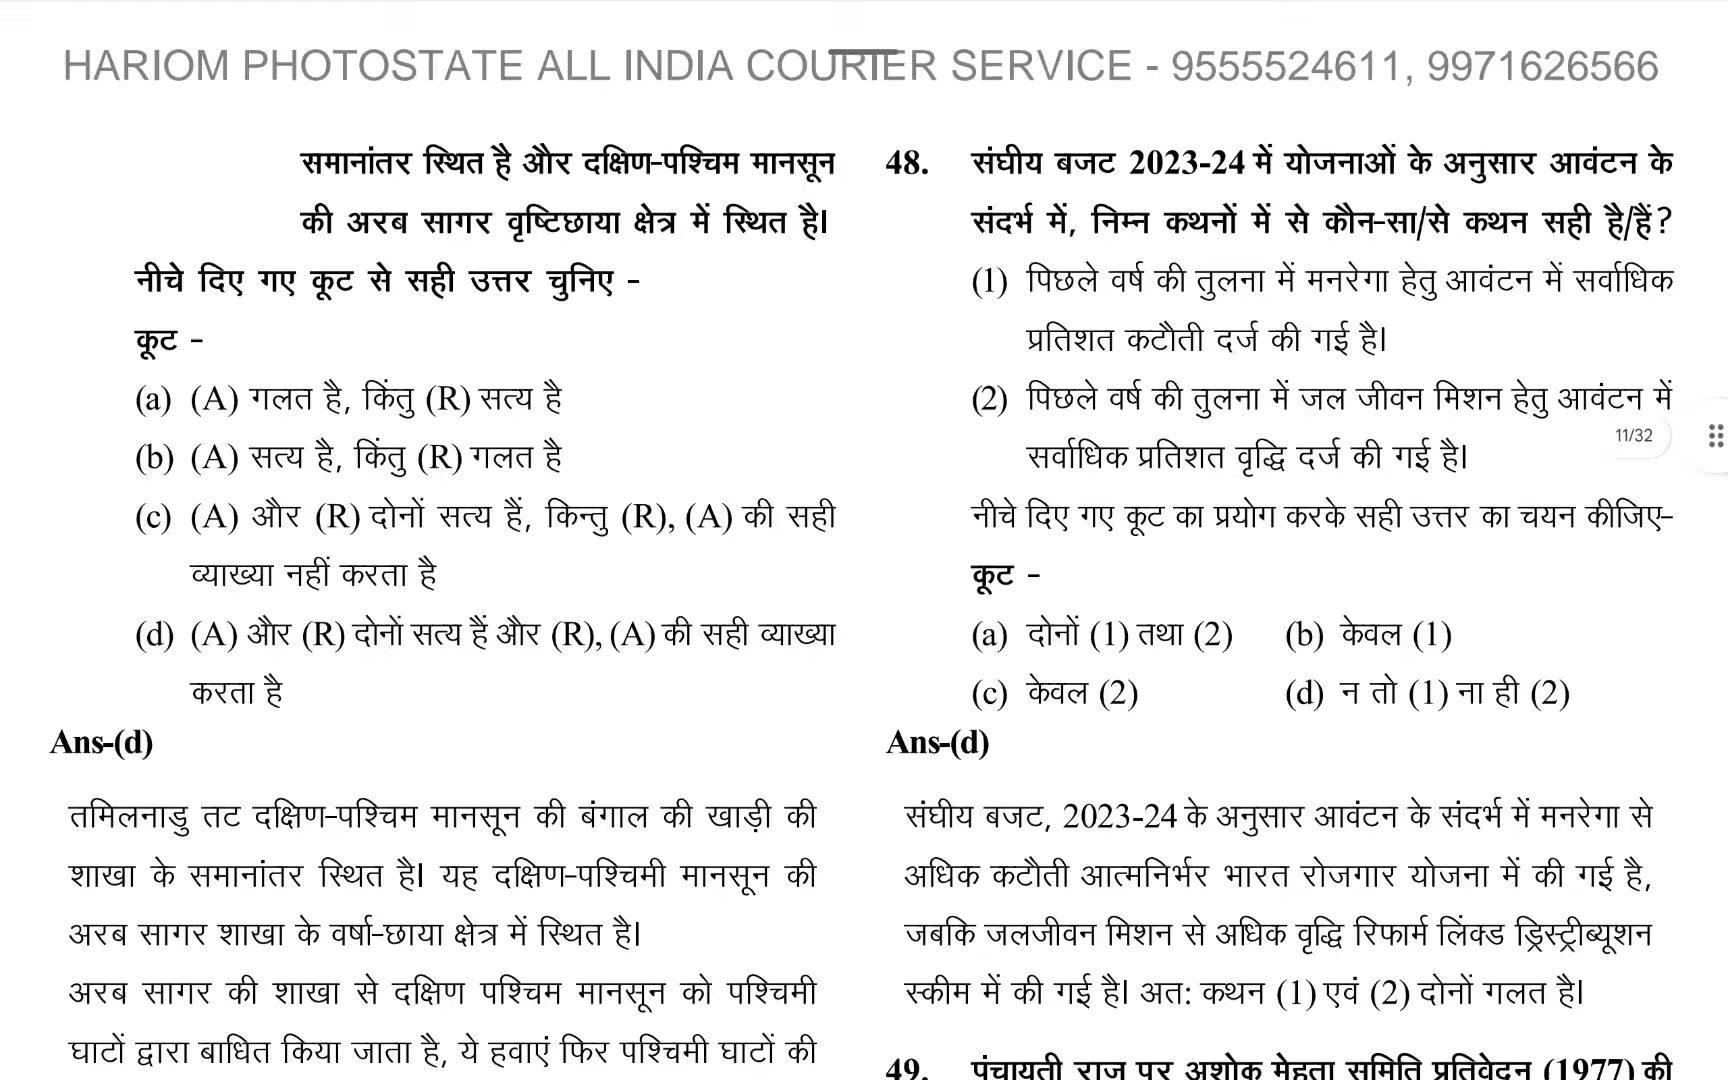 HARIOM PHOTOSTATE ALL INDIA COURIER SERVICE - 9555524611, 9971626566
समानांतर स्थित है और दक्षिण-पश्चिम मानसून
की अरब सागर वृष्टिछाया क्षेत्र में स्थित है।
नीचे दिए गए कूट से सही उत्तर चुनिए -
कूट -
(a) (A) गलत है, किंतु (R) सत्य है
(b) (A) सत्य है, किंतु (R) गलत है
(c) (A) और (R) दोनों सत्य हैं, किन्तु (R), (A) की सही
व्याख्या नहीं करता है
(d) (A) और (R) दोनों सत्य हैं और (R), (A) की सही व्याख्या
करता है
Ans-(d)
तमिलनाडु तट दक्षिण-पश्चिम मानसून की बंगाल की खाड़ी की
शाखा के समानांतर स्थित है। यह दक्षिण-पश्चिमी मानसून की
अरब सागर शाखा के वर्षा-छाया क्षेत्र में स्थित है।
अरब सागर की शाखा से दक्षिण पश्चिम मानसून को पश्चिमी
घाटों द्वारा बाधित किया जाता है, ये हवाएं फिर पश्चिमी घाटों की
48. संघीय बजट 2023-24 में योजनाओं के अनुसार आवंटन के
संदर्भ में, निम्न कथनों में से कौन-सा/से कथन सही है/हैं?
(1) पिछले वर्ष की तुलना में मनरेगा हेतु आवंटन में सर्वाधिक
प्रतिशत कटौती दर्ज की गई है।
(2) पिछले वर्ष की तुलना में जल जीवन मिशन हेतु आवंटन में
सर्वाधिक प्रतिशत वृद्धि दर्ज की गई है।
11/32
नीचे दिए गए कूट का प्रयोग करके सही उत्तर का चयन कीजिए-
कूट -
(a) दोनों (1) तथा (2) (b) केवल (1)
(c) केवल (2) (d) न तो (1) ना ही (2)
Ans-(d)
संघीय बजट, 2023-24 के अनुसार आवंटन के संदर्भ में मनरेगा से
अधिक कटौती आत्मनिर्भर भारत रोजगार योजना में की गई है,
जबकि जलजीवन मिशन से अधिक वृद्धि रिफार्म लिंक्ड ड्रिस्ट्रीब्यूशन
स्कीम में की गई है। अत: कथन (1) एवं (2) दोनों गलत है।
49. पंचायती राज पर अशोक मेहता समिति प्रतिवेदन (1977) की